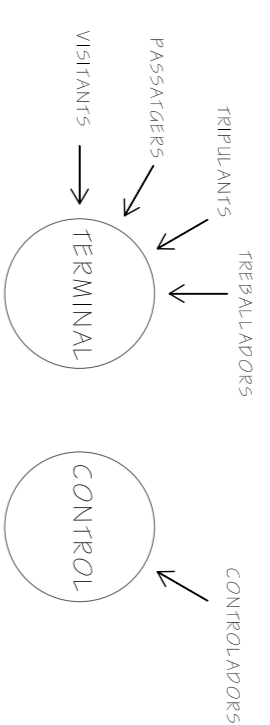 VISITANTS
PASSATGERS
TRIPULANTS
TREBALLADORS
TERMINAL
CONTROL
CONTROLADORS